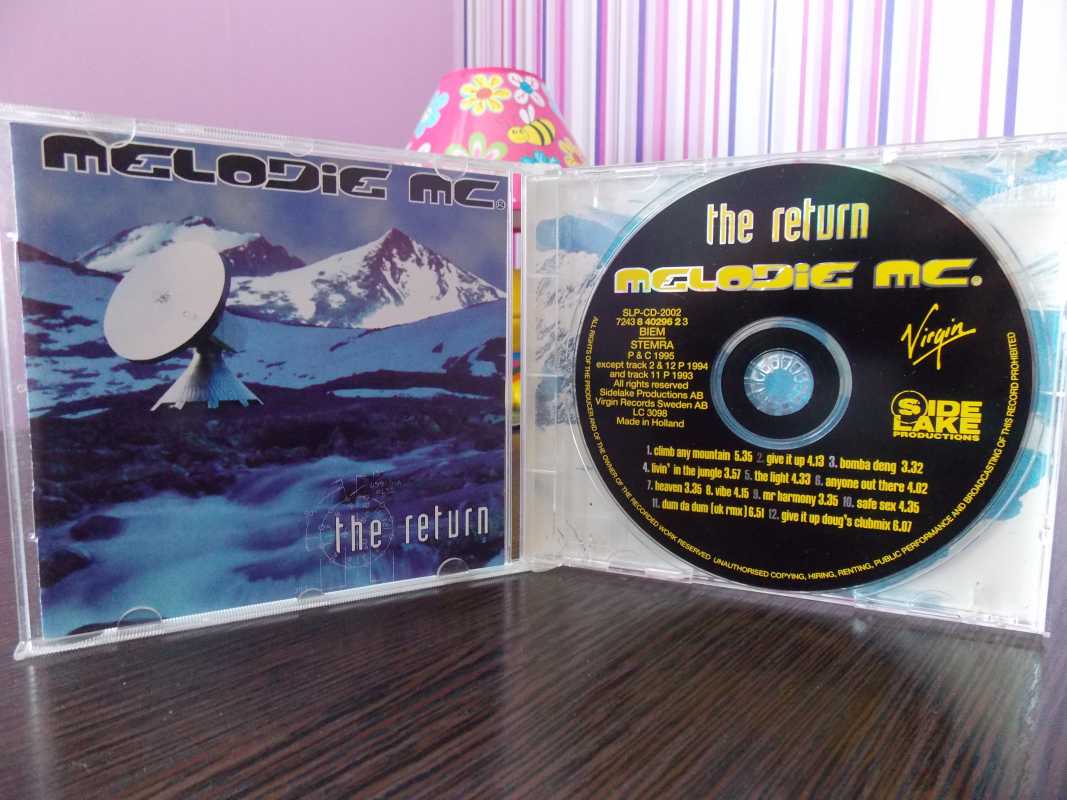 MELODIE MC®
the return
the return
MELODIE MC®
SLP-CD-2002
7243 8 40296 2 3
BIEM
STEMRA
P & C 1995
except track 2 & 12 P 1994
and track 11 P 1993
All rights reserved
Sidelake Productions AB
Virgin Records Sweden AB
LC 3098
Made in Holland
Virgin
SIDE
LAKE
PRODUCTIONS
1. climb any mountain 5.35 2. give it up 4.13 3. bomba deng 3.32
4. livin' in the jungle 3.57 5. the light 4.33 6. anyone out there 4.02
7. heaven 3.35 8. vibe 4.15 9. mr harmony 3.35 10. safe sex 4.35
11. dum da dum (uk rmx) 6.51 12. give it up doug's clubmix 6.07
ALL RIGHTS OF THE PRODUCER AND OF THE OWNER OF THE RECORDED WORK RESERVED UNAUTHORISED COPYING, HIRING, RENTING, PUBLIC PERFORMANCE AND BROADCASTING OF THIS RECORD PROHIBITED